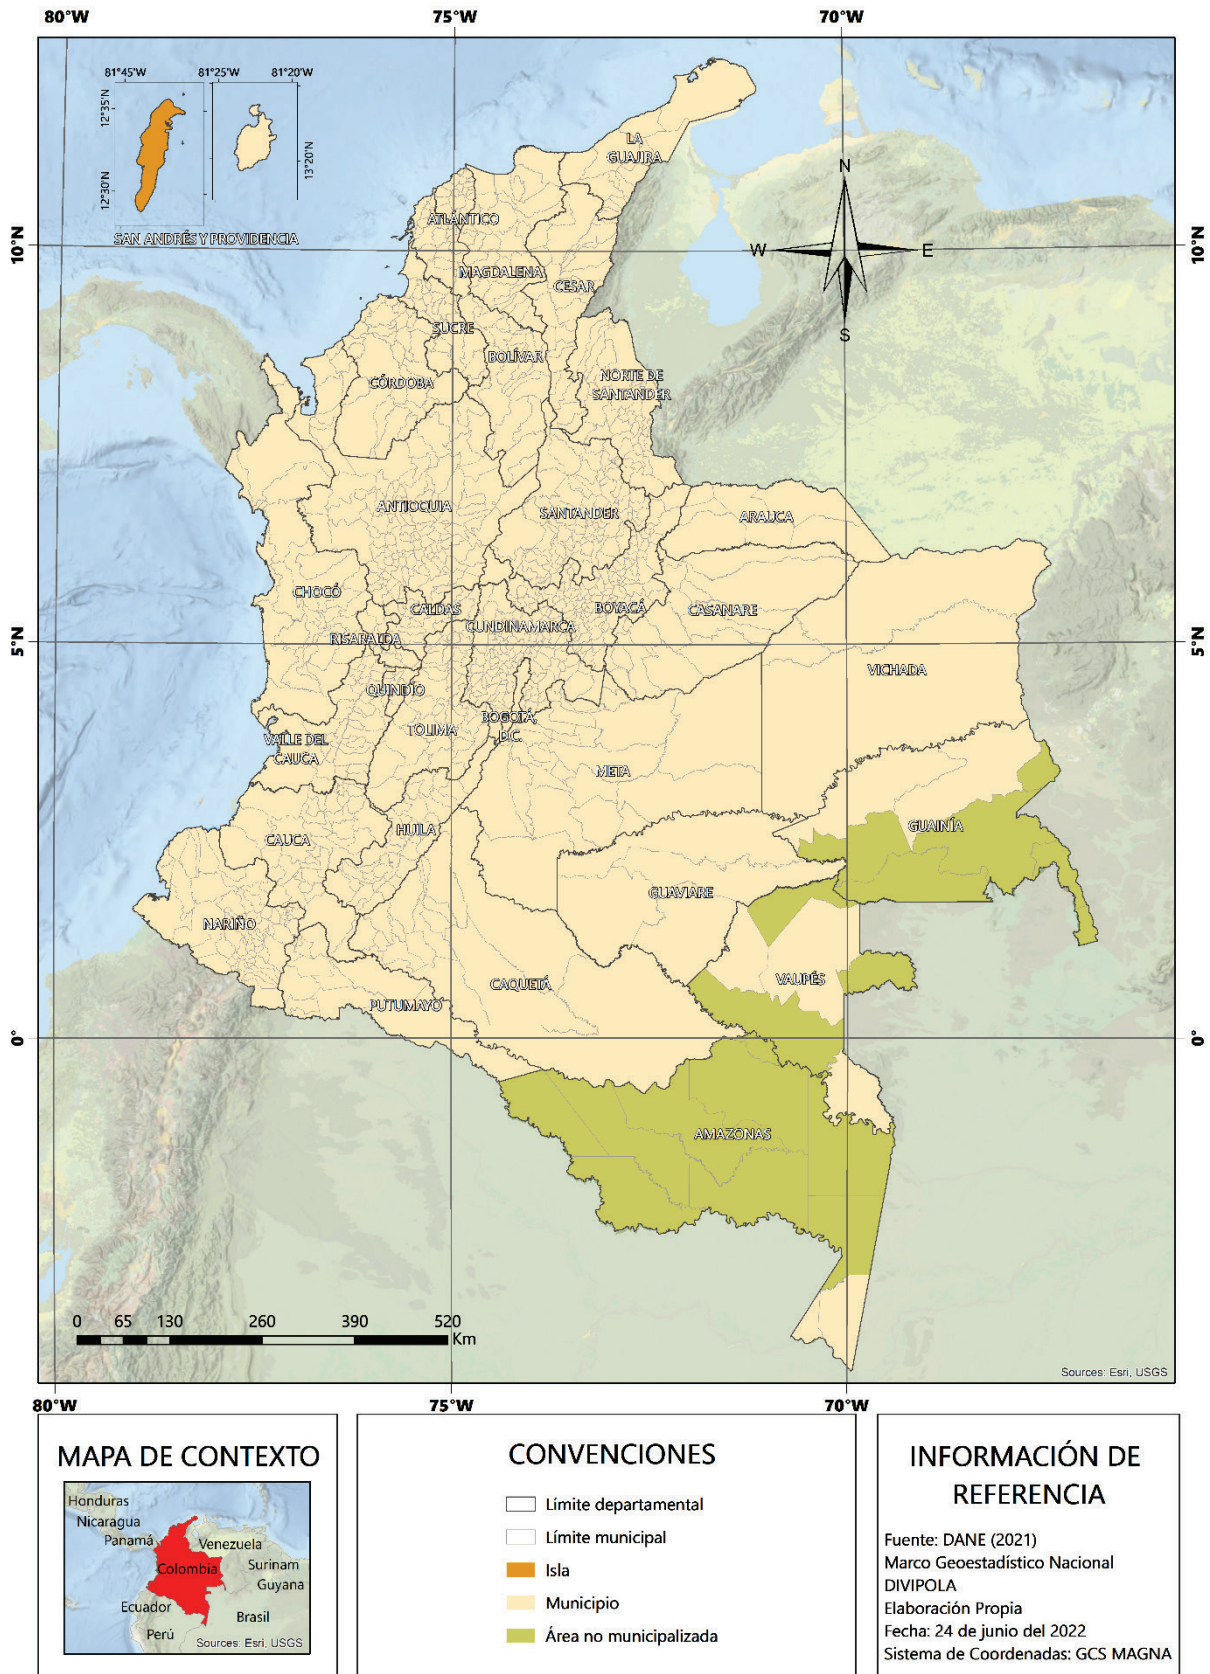 80°W 75°W 70°W
81°45'W 81°25'W 81°20'W
12°35'N
12°30'N
13°20'N
SAN ANDRÉS Y PROVIDENCIA
10°N
10°N
5°N
5°N
0°
0°
N
W
E
S
LA
GUAJIRA
ATLÁNTICO
MAGDALENA
CESAR
SUCRE
BOLÍVAR
CÓRDOBA
NORTE DE
SANTANDER
ANTIOQUIA
SANTANDER
ARAUCA
CHOCÓ
CALDAS
BOYACÁ
CASANARE
CUNDINAMARCA
RISARALDA
VICHADA
QUINDÍO
TOLIMA
BOGOTÁ,
D.C.
VALLE DEL
CAUCA
META
CAUCA
HUILA
GUAINÍA
GUAVIARE
NARIÑO
VAUPÉS
CAQUETÁ
PUTUMAYO
AMAZONAS
0 65 130 260 390 520
Km
Sources: Esri, USGS
80°W 75°W 70°W
MAPA DE CONTEXTO
Honduras
Nicaragua
Panamá
Venezuela
Colombia
Surinam
Guyana
Ecuador
Brasil
Perú
Sources: Esri, USGS
CONVENCIONES
Límite departamental
Límite municipal
Isla
Municipio
Área no municipalizada
INFORMACIÓN DE
REFERENCIA
Fuente: DANE (2021)
Marco Geoestadístico Nacional
DIVIPOLA
Elaboración Propia
Fecha: 24 de junio del 2022
Sistema de Coordenadas: GCS MAGNA